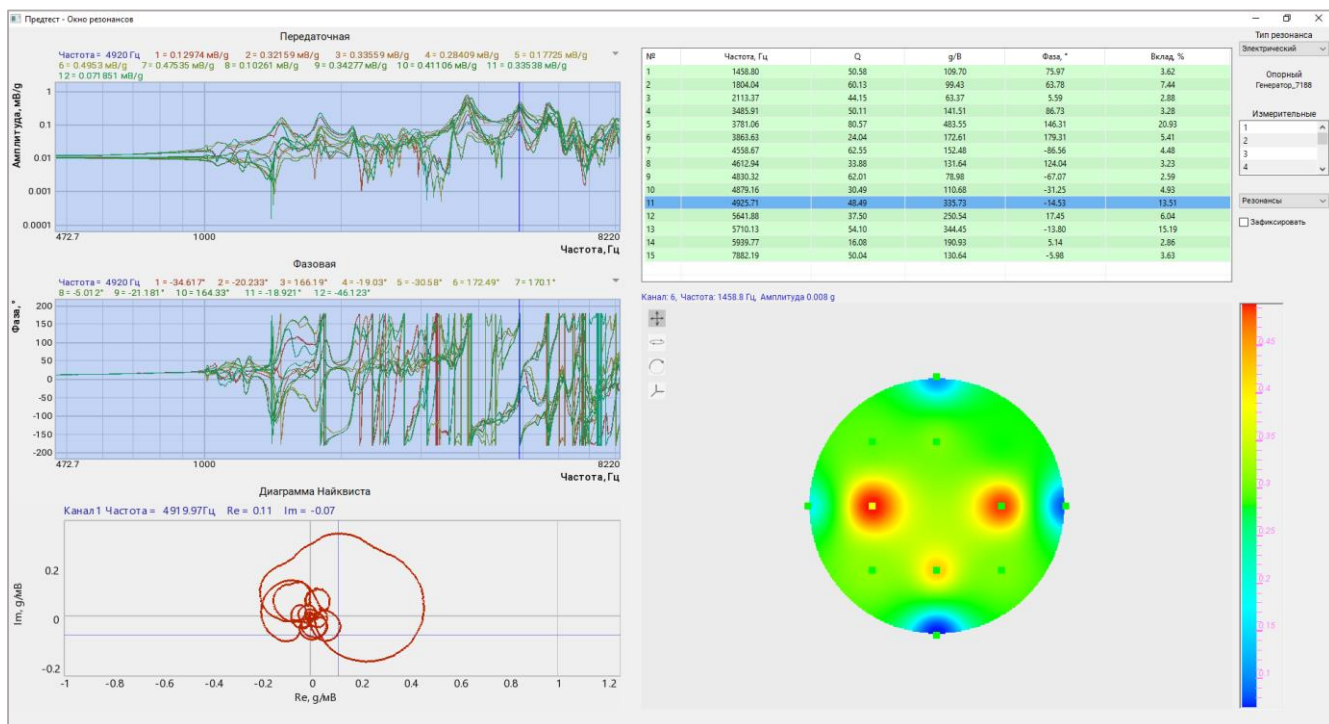 Предтест - Окно резонансов
Передаточная
Частота = 4920 Гц 1 = 0.12974 мВ/g 2 = 0.32159 мВ/g 3 = 0.33559 мВ/g 4 = 0.28409 мВ/g 5 = 0.17725 мВ/g
6 = 0.4953 мВ/g 7 = 0.47535 мВ/g 8 = 0.10261 мВ/g 9 = 0.34277 мВ/g 10 = 0.41106 мВ/g 11 = 0.33538 мВ/g
12 = 0.071851 мВ/g
Амплитуда, мВ/g
1
0.1
0.01
0.001
0.0001
472.7 1000 8220
Частота, Гц
Фазовая
Частота = 4920 Гц 1 = -34.617° 2 = -20.233° 3 = 166.19° 4 = -19.03° 5 = -30.58° 6 = 172.49° 7 = 170.1°
8 = -5.012° 9 = -21.181° 10 = 164.33° 11 = -18.921° 12 = -46.123°
Фаза, °
200
150
100
50
0
-50
-100
-150
-200
472.7 1000 8220
Частота, Гц
Диаграмма Найквиста
Канал 1 Частота = 4919.97Гц Re = 0.11 Im = -0.07
Im, g/мВ
0.2
0
-0.2
-1 -0.8 -0.6 -0.4 -0.2 0 0.2 0.4 0.6 0.8 1 1.2
Re, g/мВ
№ Частота, Гц Q g/В Фаза, ° Вклад, %
1 1458.80 50.58 109.70 75.97 3.62
2 1804.04 60.13 99.43 63.78 7.44
3 2113.37 44.15 63.37 5.59 2.88
4 3485.91 50.11 141.51 86.73 3.28
5 3781.06 80.57 483.55 146.31 20.93
6 3863.63 24.04 172.61 179.31 5.41
7 4558.67 62.55 152.48 -86.56 4.48
8 4612.94 33.88 131.64 124.04 3.23
9 4830.32 62.01 78.98 -67.07 2.59
10 4879.16 30.49 110.68 -31.25 4.93
11 4925.71 48.49 335.73 -14.53 13.51
12 5641.88 37.50 250.54 17.45 6.04
13 5710.13 54.10 344.45 -13.80 15.19
14 5939.77 16.08 190.93 5.14 2.86
15 7882.19 50.04 130.64 -5.98 3.63
Канал: 6, Частота: 1458.8 Гц, Амплитуда 0.008 g
0.45
0.4
0.35
0.3
0.25
0.2
0.15
0.1
Тип резонанса
Электрический
Опорный
Генератор_7188
Измерительные
1
2
3
4
Резонансы
Зафиксировать